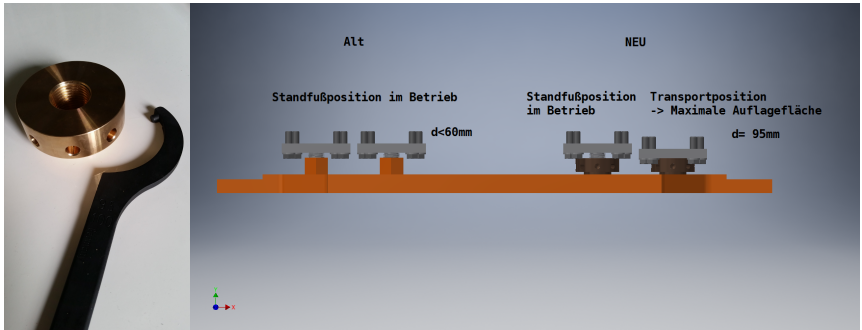 Alt
NEU
Standfußposition im Betrieb
Standfußposition
im Betrieb
Transportposition
-> Maximale Auflagefläche
d<60mm
d= 95mm
x